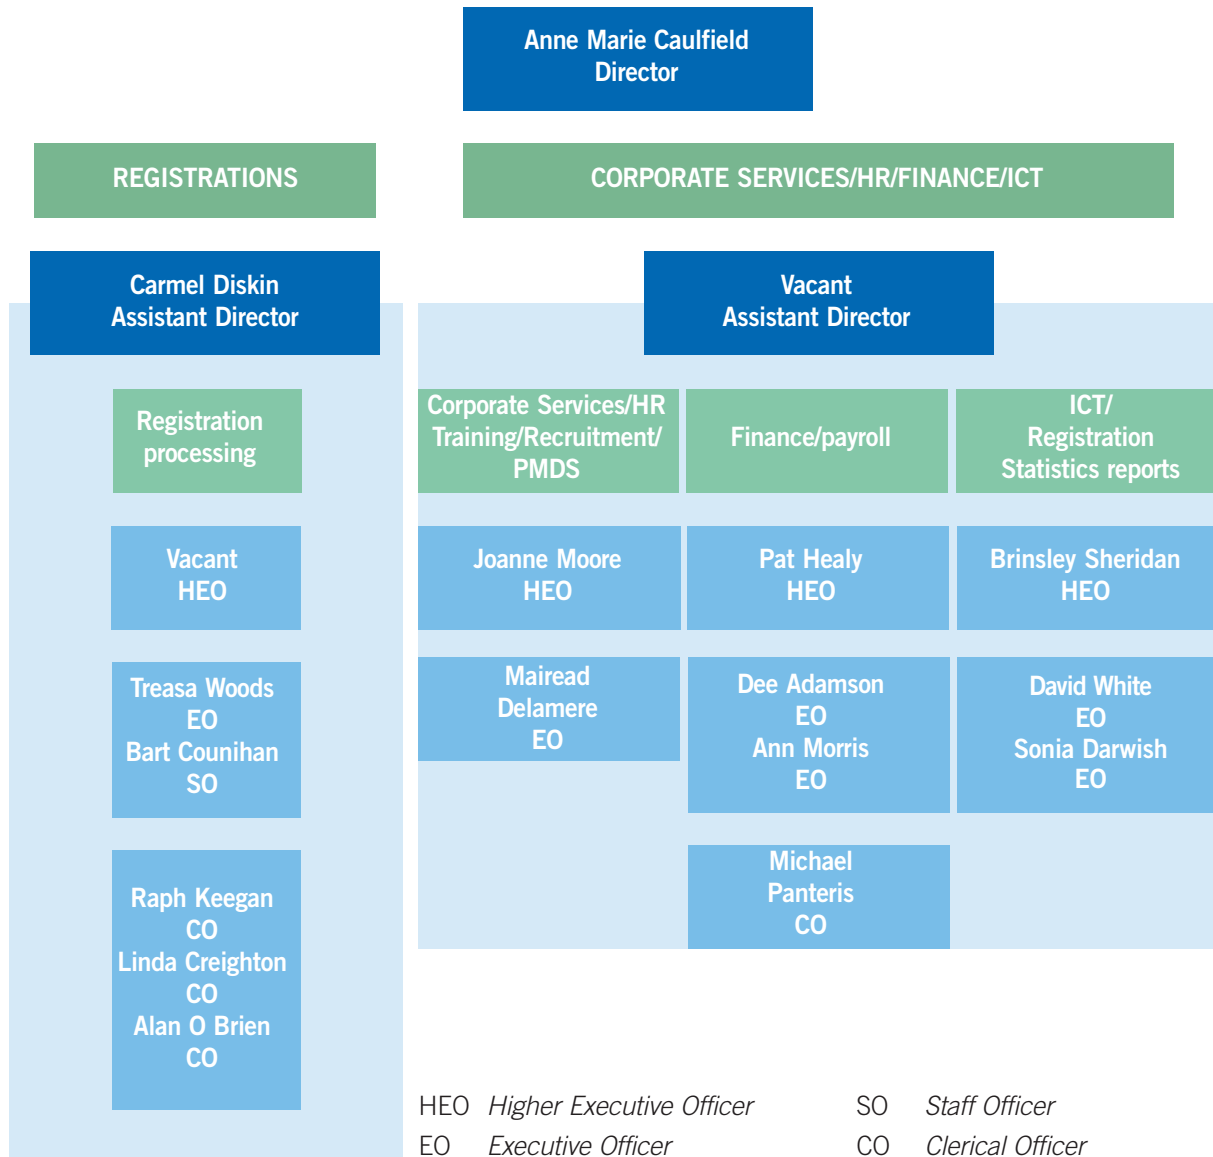 Anne Marie Caulfield
Director
REGISTRATIONS
CORPORATE SERVICES/HR/FINANCE/ICT
Carmel Diskin
Assistant Director
Vacant
Assistant Director
Registration
processing
Corporate Services/HR
Training/Recruitment/
PMDS
Finance/payroll
ICT/
Registration
Statistics reports
Vacant
HEO
Joanne Moore
HEO
Pat Healy
HEO
Brinsley Sheridan
HEO
Treasa Woods
EO
Bart Counihan
SO
Mairead
Delamere
EO
Dee Adamson
EO
Ann Morris
EO
David White
EO
Sonia Darwish
EO
Raph Keegan
CO
Linda Creighton
CO
Alan O Brien
CO
Michael
Panteris
CO
HEO Higher Executive Officer
SO Staff Officer
EO Executive Officer
CO Clerical Officer